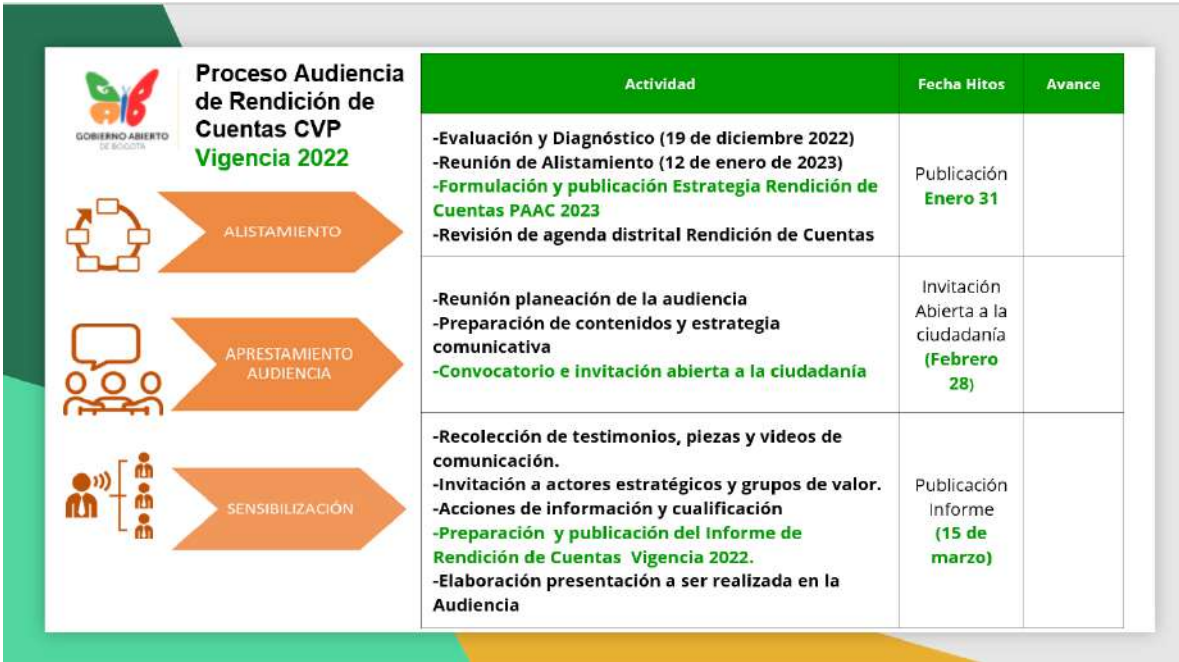 GOBIERNO ABIERTO
DE BOGOTÁ
Proceso Audiencia
de Rendición de
Cuentas CVP
Vigencia 2022
Actividad
Fecha Hitos
Avance
ALISTAMIENTO
-Evaluación y Diagnóstico (19 de diciembre 2022)
-Reunión de Alistamiento (12 de enero de 2023)
-Formulación y publicación Estrategia Rendición de
Cuentas PAAC 2023
-Revisión de agenda distrital Rendición de Cuentas
Publicación
Enero 31
APRESTAMIENTO
AUDIENCIA
-Reunión planeación de la audiencia
-Preparación de contenidos y estrategia
comunicativa
-Convocatorio e invitación abierta a la ciudadanía
Invitación
Abierta a la
ciudadanía
(Febrero
28)
SENSIBILIZACIÓN
-Recolección de testimonios, piezas y videos de
comunicación.
-Invitación a actores estratégicos y grupos de valor.
-Acciones de información y cualificación
-Preparación y publicación del Informe de
Rendición de Cuentas Vigencia 2022.
-Elaboración presentación a ser realizada en la
Audiencia
Publicación
Informe
(15 de
marzo)